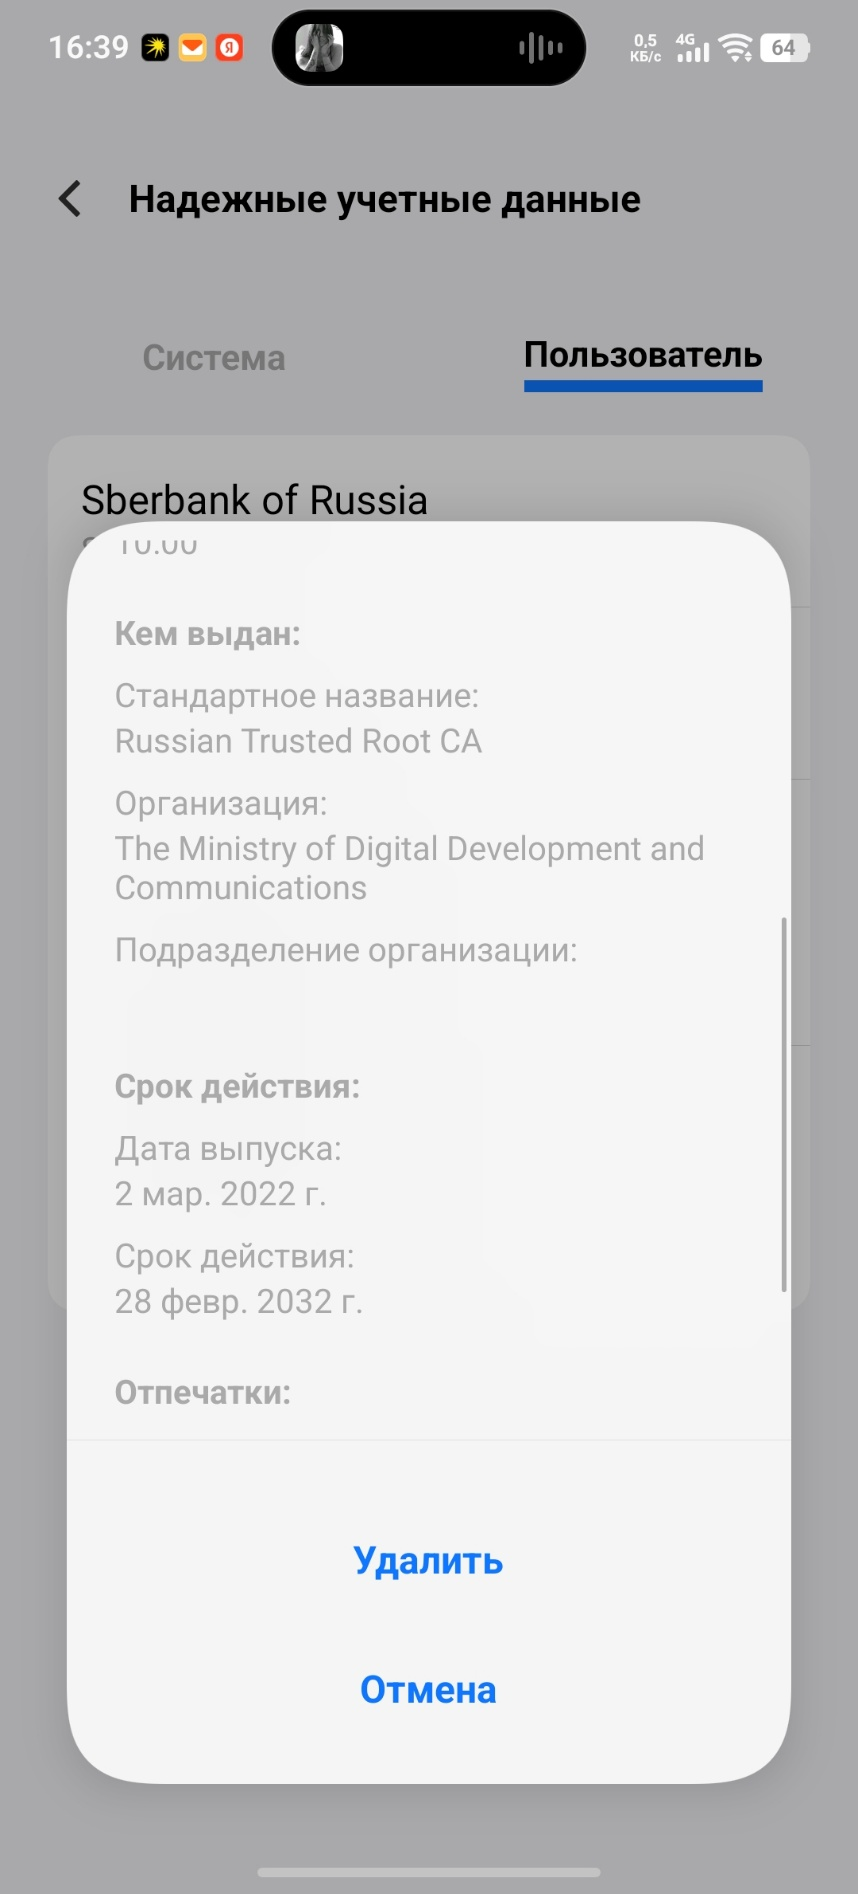 16:39
Я
0,5
КБ/с
4G
64
Надежные учетные данные
Система
Пользователь
Sberbank of Russia
Кем выдан:
Стандартное название:
Russian Trusted Root CA
Организация:
The Ministry of Digital Development and
Communications
Подразделение организации:
Срок действия:
Дата выпуска:
2 мар. 2022 г.
Срок действия:
28 февр. 2032 г.
Отпечатки:
Удалить
Отмена